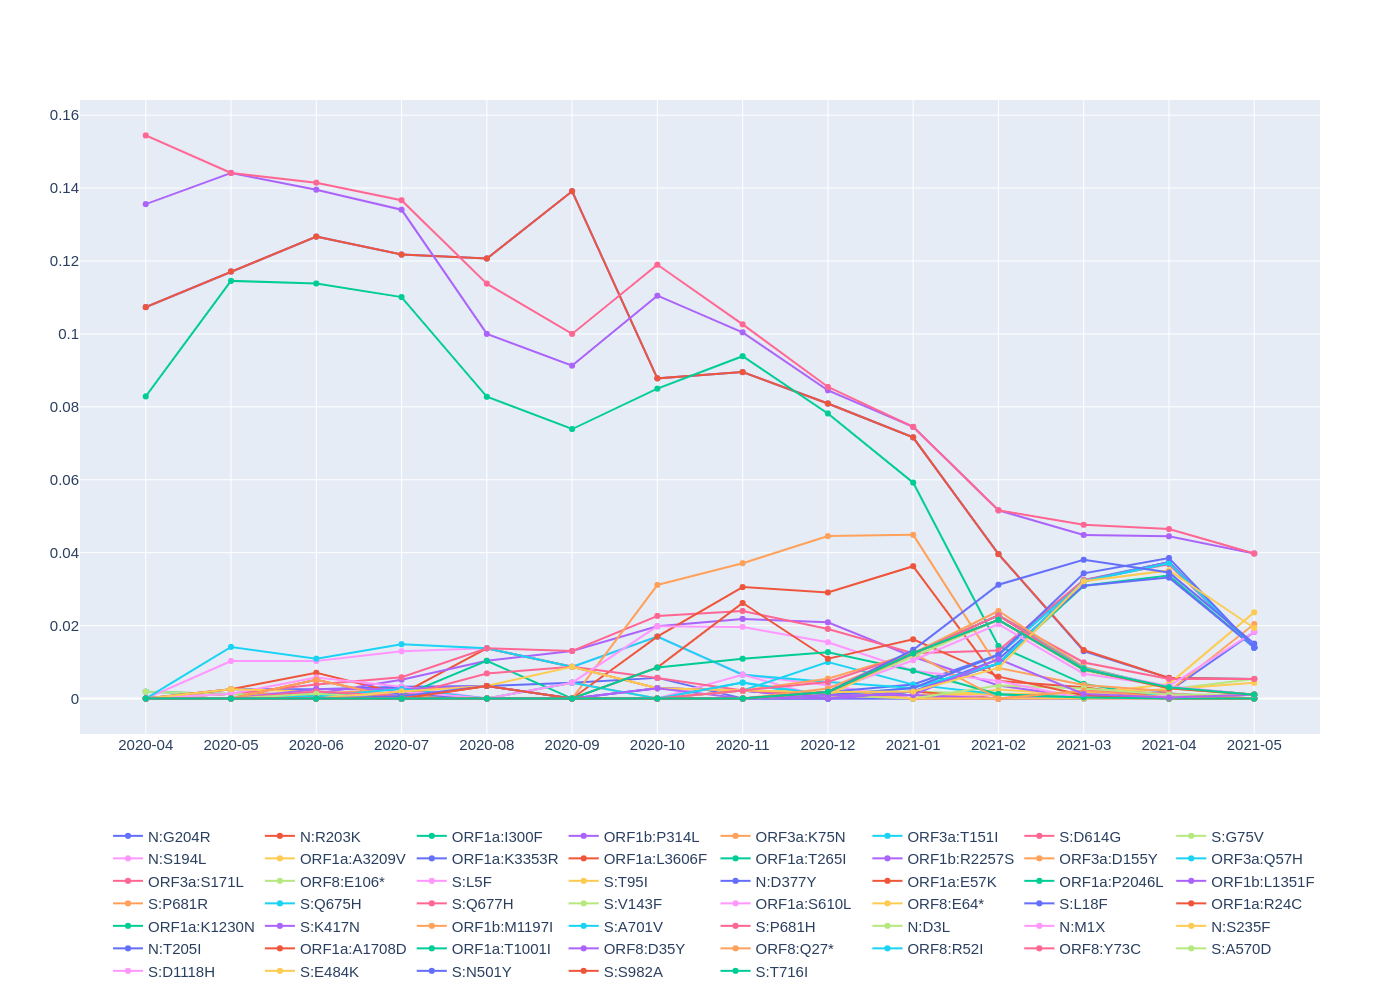 0.16
0.14
0.12
0.1
0.08
0.06
0.04
0.02
0
2020-04 2020-05 2020-06 2020-07 2020-08 2020-09 2020-10 2020-11 2020-12 2021-01 2021-02 2021-03 2021-04 2021-05
N:G204R N:R203K ORF1a:I300F ORF1b:P314L ORF3a:K75N ORF3a:T151I S:D614G S:G75V
N:S194L ORF1a:A3209V ORF1a:K3353R ORF1a:L3606F ORF1a:T265I ORF1b:R2257S ORF3a:D155Y ORF3a:Q57H
ORF3a:S171L ORF8:E106* S:L5F S:T95I N:D377Y ORF1a:E57K ORF1a:P2046L ORF1b:L1351F
S:P681R S:Q675H S:Q677H S:V143F ORF1a:S610L ORF8:E64* S:L18F ORF1a:R24C
ORF1a:K1230N S:K417N ORF1b:M1197I S:A701V S:P681H N:D3L N:M1X N:S235F
N:T205I ORF1a:A1708D ORF1a:T1001I ORF8:D35Y ORF8:Q27* ORF8:R52I ORF8:Y73C S:A570D
S:D1118H S:E484K S:N501Y S:S982A S:T716I